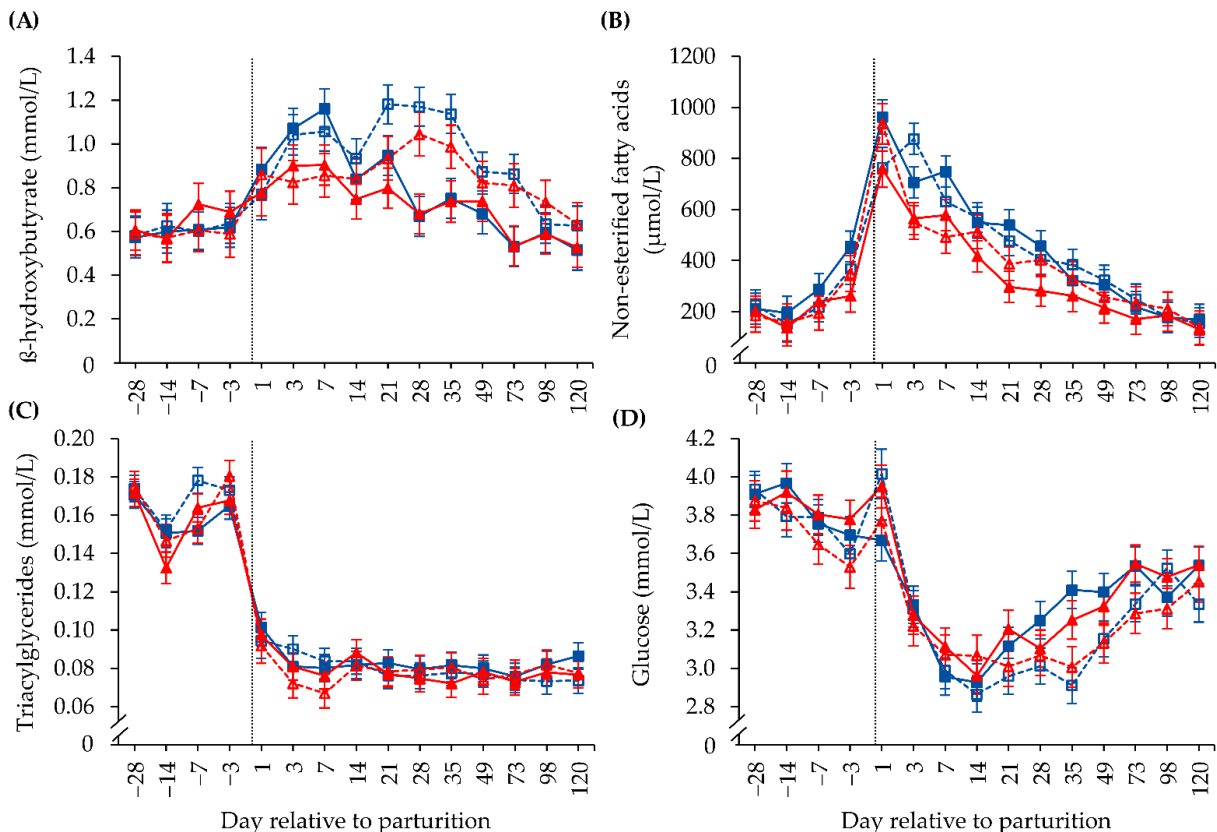 (A)
ß-hydroxybutyrate (mmol/L)
1.4
1.2
1.0
0.8
0.6
0.4
0.2
0
−28 −14 −7 −3 1 3 7 14 21 28 35 49 73 98 120
(B)
Non-esterified fatty acids
(µmol/L)
1200
1000
800
600
400
200
0
−28 −14 −7 −3 1 3 7 14 21 28 35 49 73 98 120
(C)
Triacylglycerides (mmol/L)
0.20
0.18
0.16
0.14
0.12
0.10
0.08
0.06
0
−28 −14 −7 −3 1 3 7 14 21 28 35 49 73 98 120
Day relative to parturition
(D)
Glucose (mmol/L)
4.2
4.0
3.8
3.6
3.4
3.2
3.0
2.8
0
−28 −14 −7 −3 1 3 7 14 21 28 35 49 73 98 120
Day relative to parturition